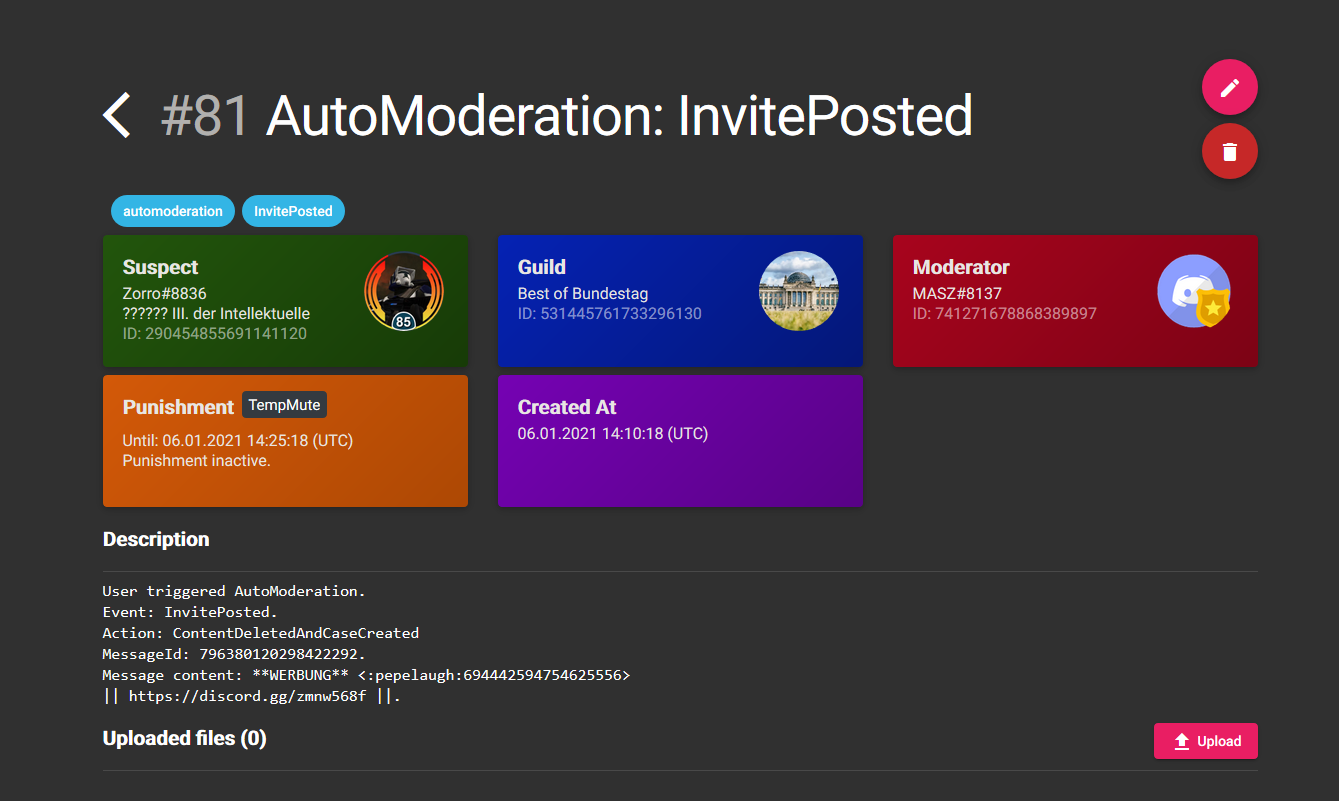 #81 AutoModeration: InvitePosted
automoderation InvitePosted
Suspect
Zorro#8836
?????? III. der Intellektuelle
ID: 290454855691141120
85
Guild
Best of Bundestag
ID: 531445761733296130
Moderator
MASZ#8137
ID: 741271678868389897
Punishment TempMute
Until: 06.01.2021 14:25:18 (UTC)
Punishment inactive.
Created At
06.01.2021 14:10:18 (UTC)
Description
User triggered AutoModeration.
Event: InvitePosted.
Action: ContentDeletedAndCaseCreated
MessageId: 796380120298422292.
Message content: **WERBUNG** <:pepelaugh:694442594754625556>
|| https://discord.gg/zmnw568f ||.
Uploaded files (0)
Upload